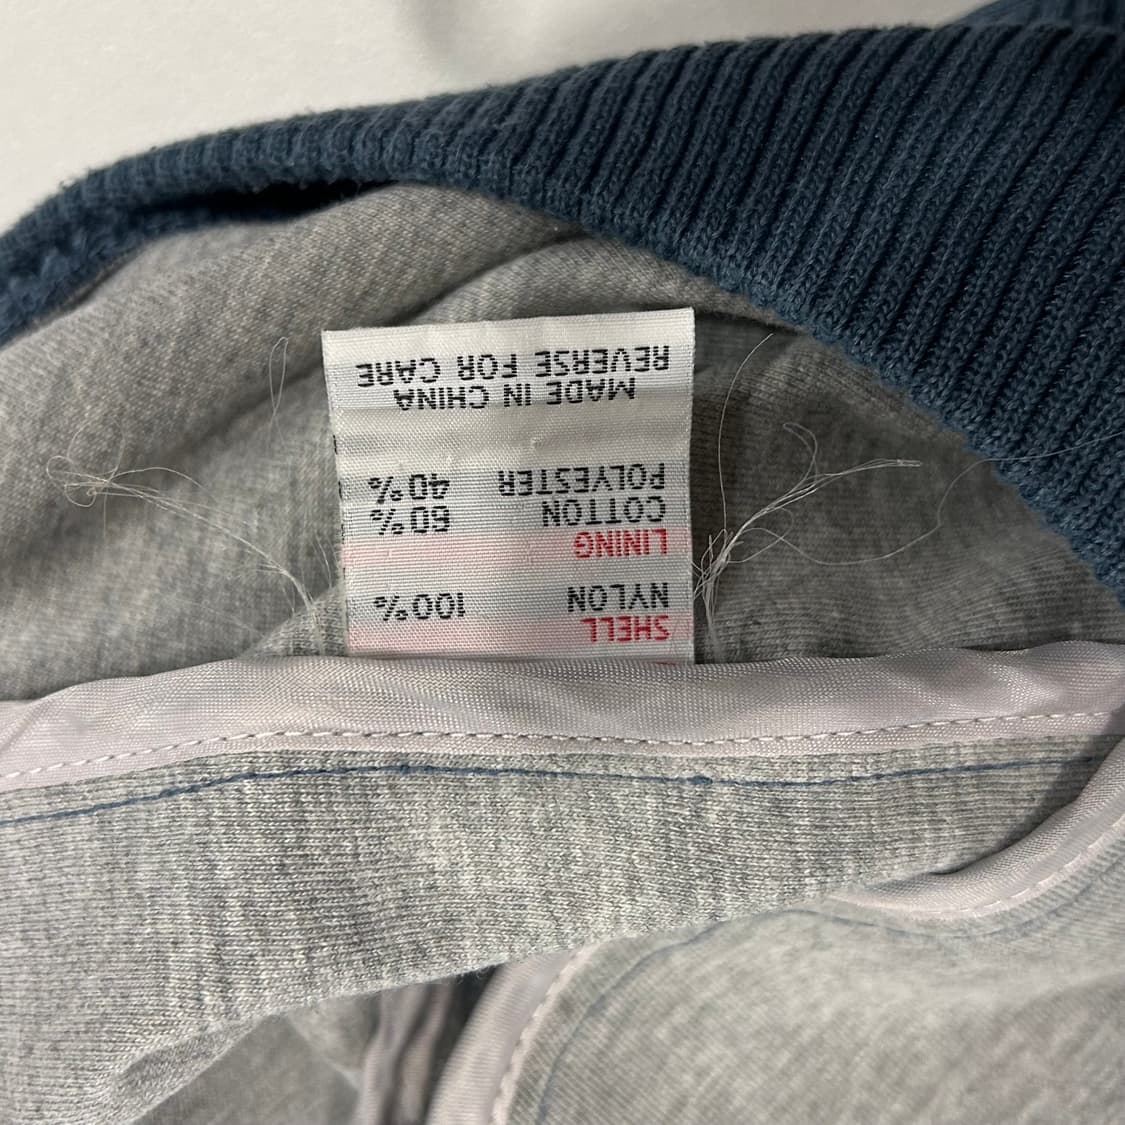 SHELL
NYLON 100%
LINING
COTTON 60%
POLYESTER 40%
MADE IN CHINA
REVERSE FOR CARE